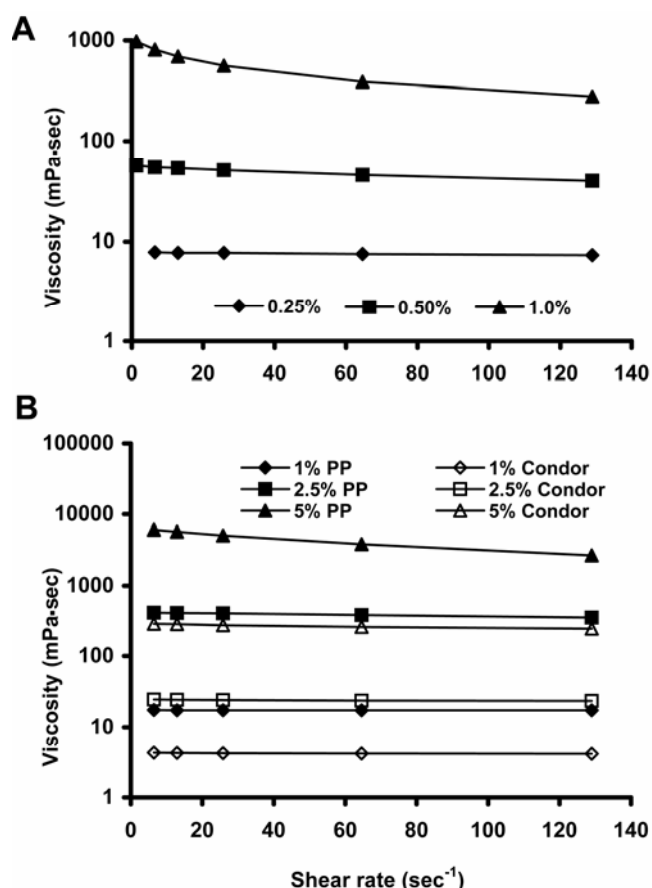 A
1000
100
10
1
Viscosity (mPa•sec)
0.25% 0.50% 1.0%
0 20 40 60 80 100 120 140
B
100000
10000
1000
100
10
1
Viscosity (mPa•sec)
1% PP 1% Condor
2.5% PP 2.5% Condor
5% PP 5% Condor
0 20 40 60 80 100 120 140
Shear rate (sec⁻¹)